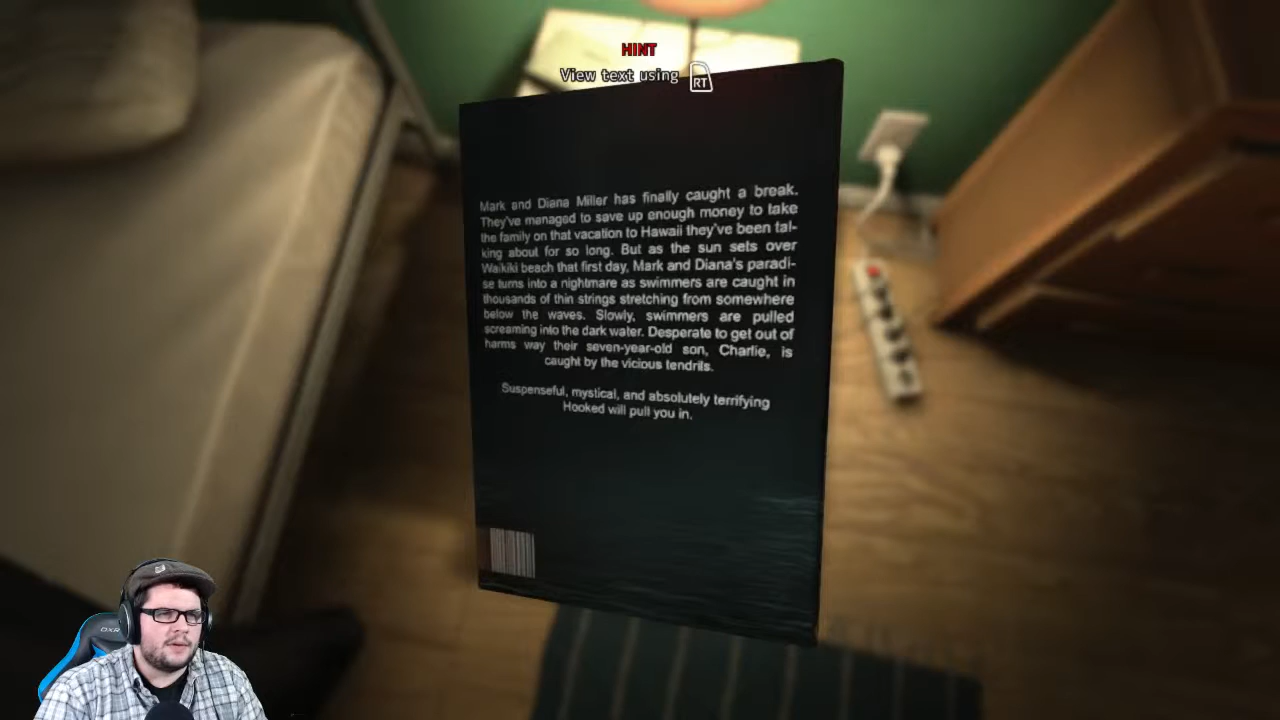 HINT
View text using RT
Mark and Diana Miller has finally caught a break.
They've managed to save up enough money to take
the family on that vacation to Hawaii they've been tal-
king about for so long. But as the sun sets over
Waikiki beach that first day, Mark and Diana's paradi-
se turns into a nightmare as swimmers are caught in
thousands of thin strings stretching from somewhere
below the waves. Slowly, swimmers are pulled
screaming into the dark water. Desperate to get out of
harms way their seven-year-old son, Charlie, is
caught by the vicious tendrils.
Suspenseful, mystical, and absolutely terrifying
Hooked will pull you in.
DXR